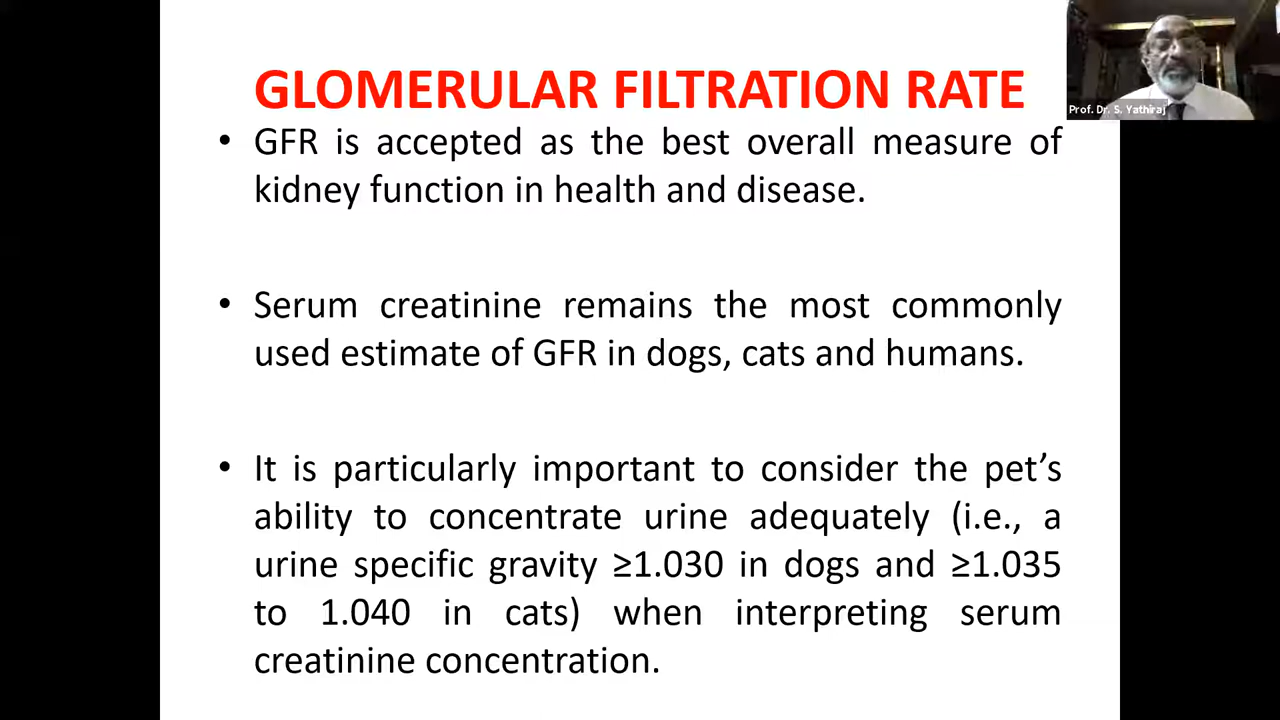 GLOMERULAR FILTRATION RATE
Prof. Dr. S. Yathiraj
• GFR is accepted as the best overall measure of
kidney function in health and disease.
• Serum creatinine remains the most commonly
used estimate of GFR in dogs, cats and humans.
• It is particularly important to consider the pet’s
ability to concentrate urine adequately (i.e., a
urine specific gravity ≥1.030 in dogs and ≥1.035
to 1.040 in cats) when interpreting serum
creatinine concentration.